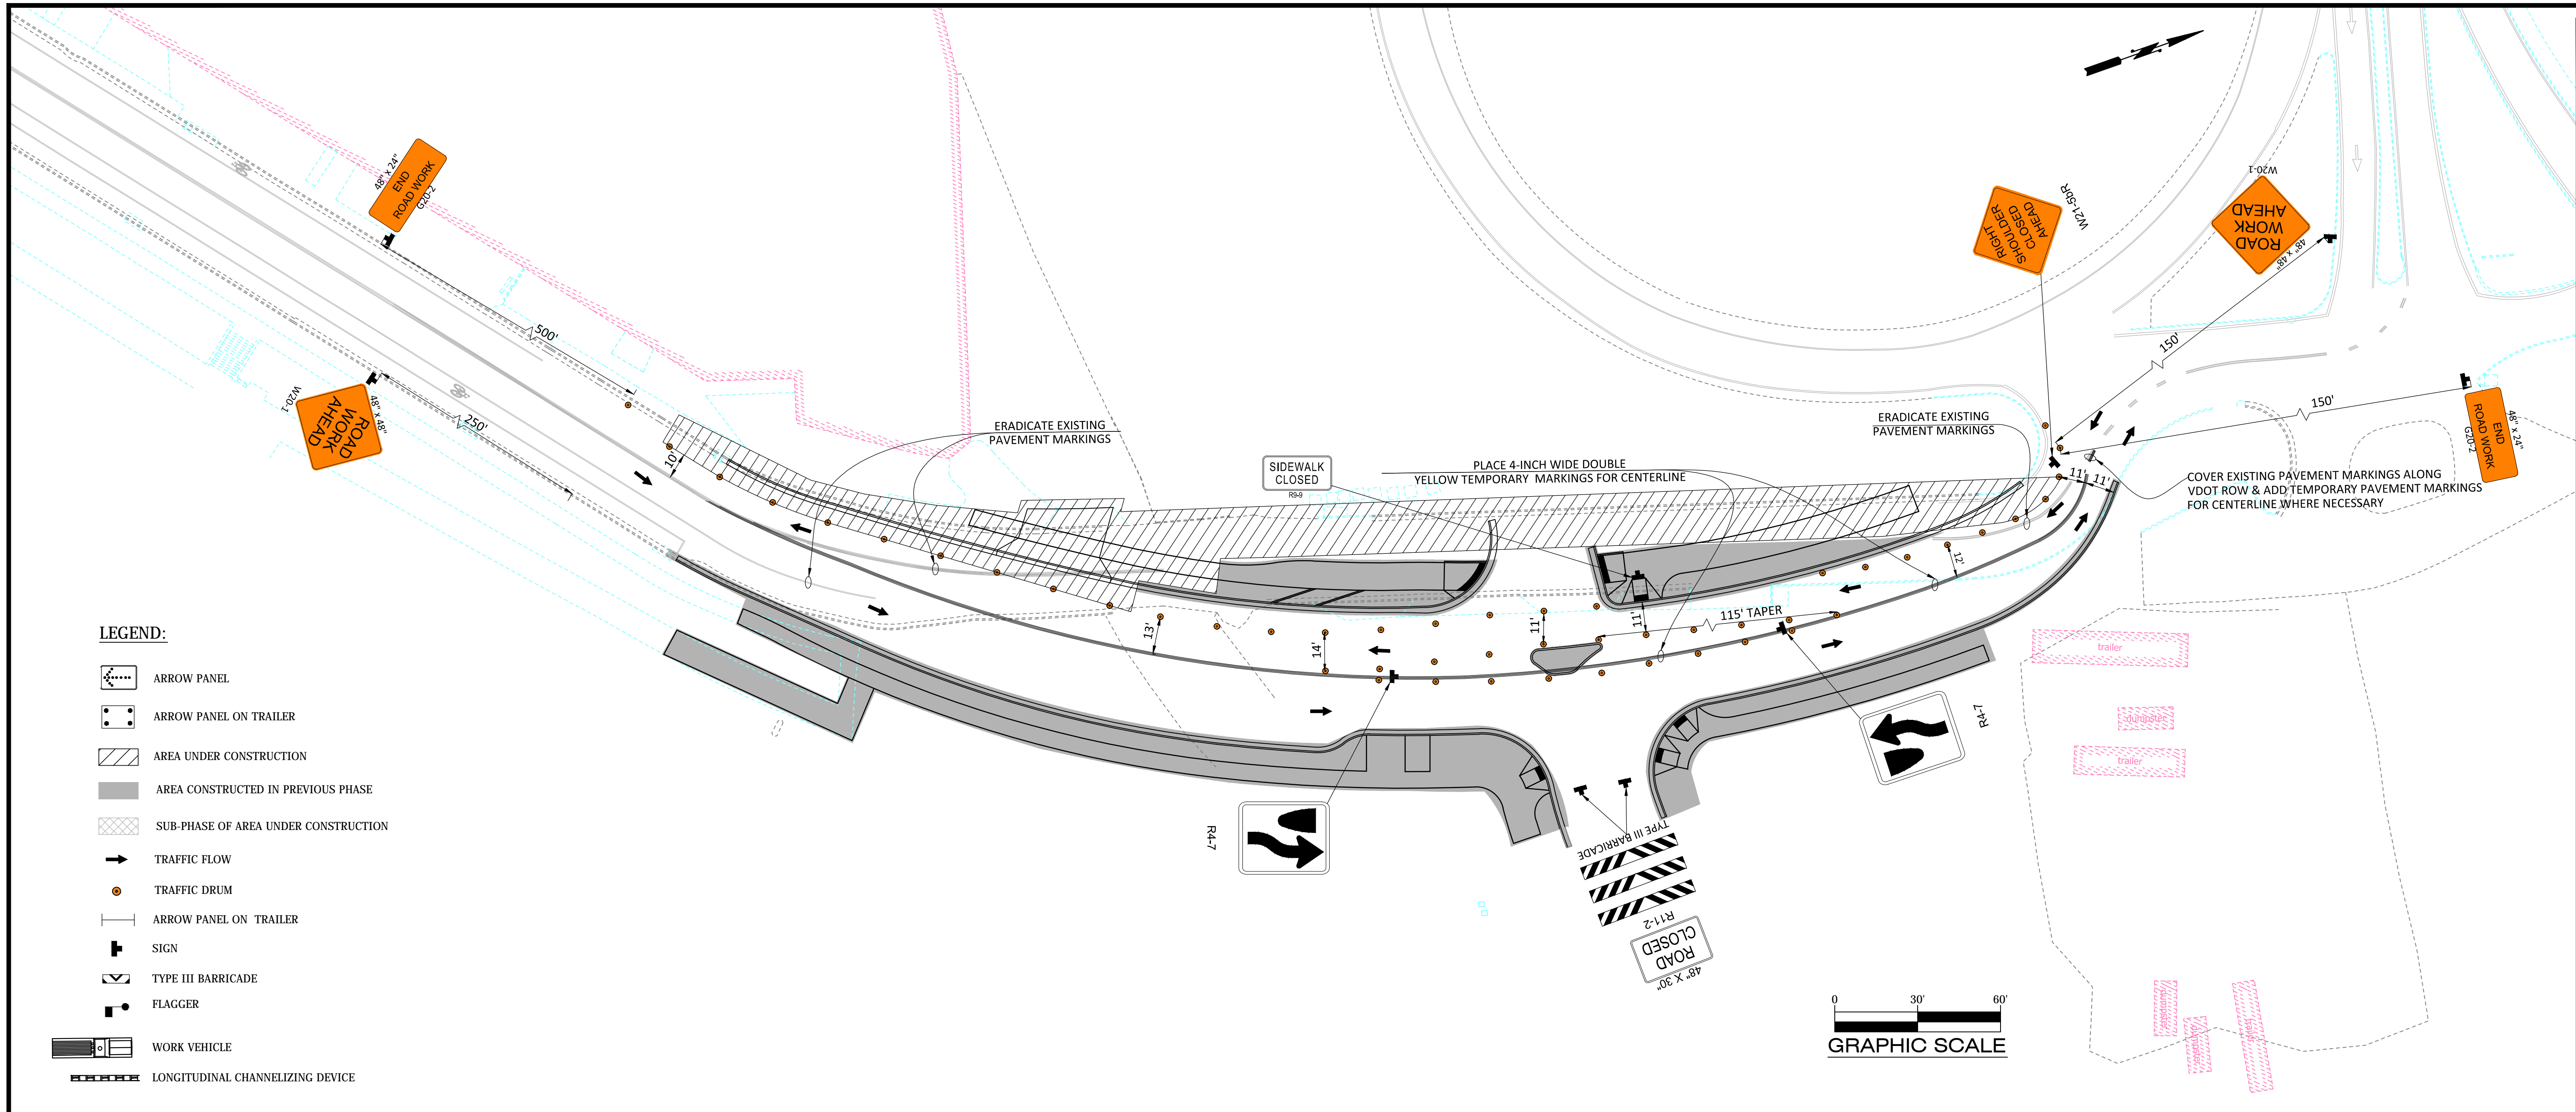 END
ROAD WORK
48" x 24"
G20-2
500'
ROAD
WORK
AHEAD
W20-1
48" x 48"
250'
10'
ERADICATE EXISTING
PAVEMENT MARKINGS
SIDEWALK
CLOSED
R9-9
PLACE 4-INCH WIDE DOUBLE
YELLOW TEMPORARY MARKINGS FOR CENTERLINE
ERADICATE EXISTING
PAVEMENT MARKINGS
RIGHT
SHOULDER
CLOSED
AHEAD
W21-5bR
W20-1
ROAD
WORK
AHEAD
48" x 48"
150'
150'
END
ROAD WORK
48" x 24"
G20-2
11'
11'
COVER EXISTING PAVEMENT MARKINGS ALONG
VDOT ROW & ADD TEMPORARY PAVEMENT MARKINGS
FOR CENTERLINE WHERE NECESSARY
12'
13'
14'
11'
11'
115' TAPER
R4-7
R4-7
TYPE III BARRICADE
R11-2
ROAD
CLOSED
48" X 30"
trailer
dumpster
trailer
LEGEND:
ARROW PANEL
ARROW PANEL ON TRAILER
AREA UNDER CONSTRUCTION
AREA CONSTRUCTED IN PREVIOUS PHASE
SUB-PHASE OF AREA UNDER CONSTRUCTION
TRAFFIC FLOW
TRAFFIC DRUM
ARROW PANEL ON TRAILER
SIGN
TYPE III BARRICADE
FLAGGER
WORK VEHICLE
LONGITUDINAL CHANNELIZING DEVICE
0 30' 60'
GRAPHIC SCALE